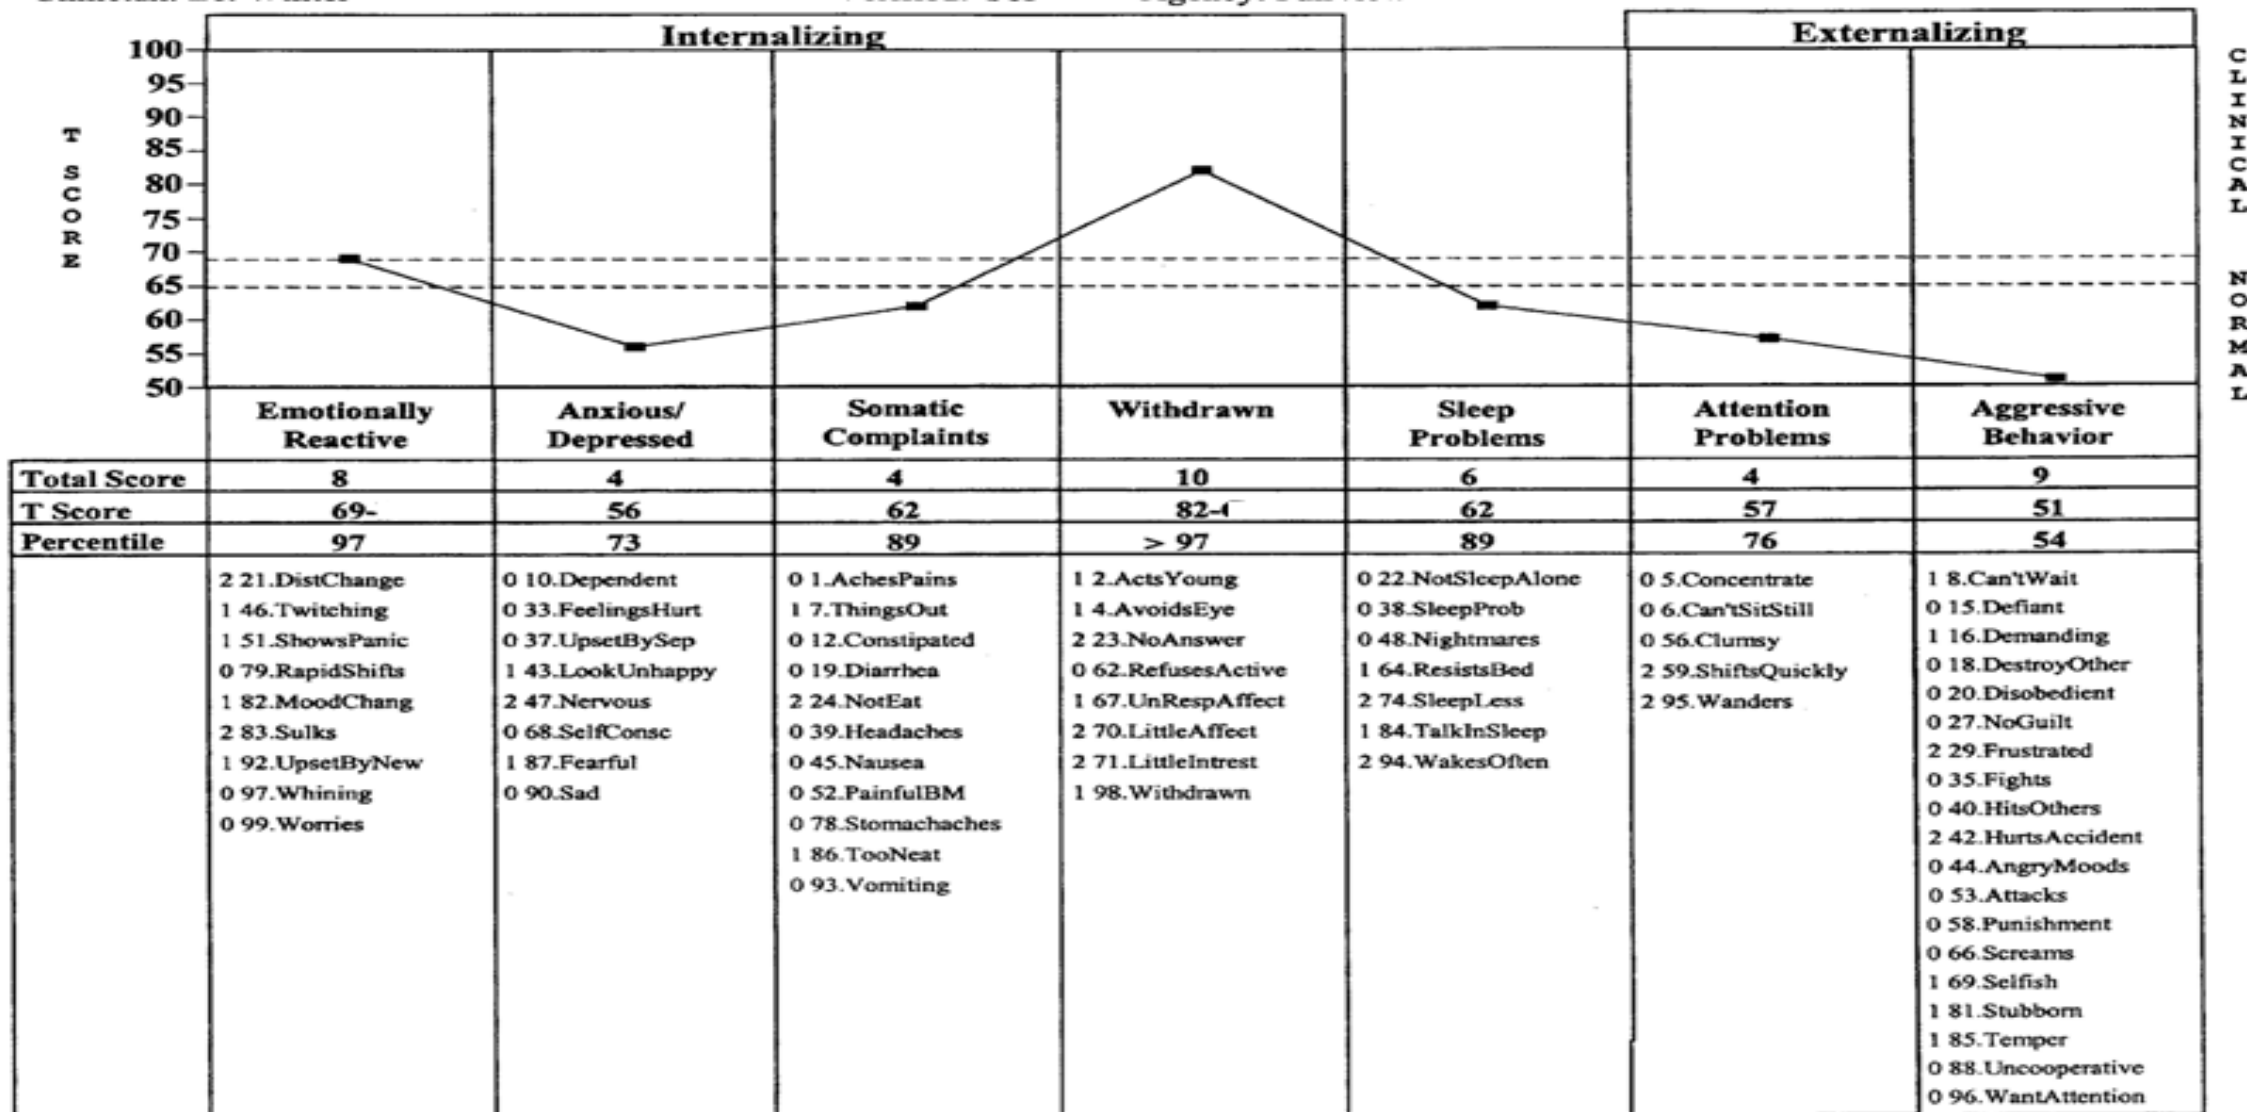 Internalizing Externalizing
100
95
90
85
80
75
70
65
60
55
50
T SCORE
CLINICAL
NORMAL
Emotionally Reactive Anxious/ Depressed Somatic Complaints Withdrawn Sleep Problems Attention Problems Aggressive Behavior
Total Score 8 4 4 10 6 4 9
T Score 69- 56 62 82- 62 57 51
Percentile 97 73 89 > 97 89 76 54
2 21.DistChange
1 46.Twitching
1 51.ShowsPanic
0 79.RapidShifts
1 82.MoodChang
2 83.Sulks
1 92.UpsetByNew
0 97.Whining
0 99.Worries
0 10.Dependent
0 33.FeelingsHurt
0 37.UpsetBySep
1 43.LookUnhappy
2 47.Nervous
0 68.SelfConsc
1 87.Fearful
0 90.Sad
0 1.AchesPains
1 7.ThingsOut
0 12.Constipated
0 19.Diarrhea
2 24.NotEat
0 39.Headaches
0 45.Nausea
0 52.PainfulBM
0 78.Stomachaches
1 86.TooNeat
0 93.Vomiting
1 2.ActsYoung
1 4.AvoidsEye
2 23.NoAnswer
0 62.RefusesActive
1 67.UnRespAffect
2 70.LittleAffect
2 71.LittleIntrest
1 98.Withdrawn
0 22.NotSleepAlone
0 38.SleepProb
0 48.Nightmares
1 64.ResistsBed
2 74.SleepLess
1 84.TalkInSleep
2 94.WakesOften
0 5.Concentrate
0 6.Can'tSitStill
0 56.Clumsy
2 59.ShiftsQuickly
2 95.Wanders
1 8.Can'tWait
0 15.Defiant
1 16.Demanding
0 18.DestroyOther
0 20.Disobedient
0 27.NoGuilt
2 29.Frustrated
0 35.Fights
0 40.HitsOthers
2 42.HurtsAccident
0 44.AngryMoods
0 53.Attacks
0 58.Punishment
0 66.Screams
1 69.Selfish
1 81.Stubborn
1 85.Temper
0 88.Uncooperative
0 96.WantAttention